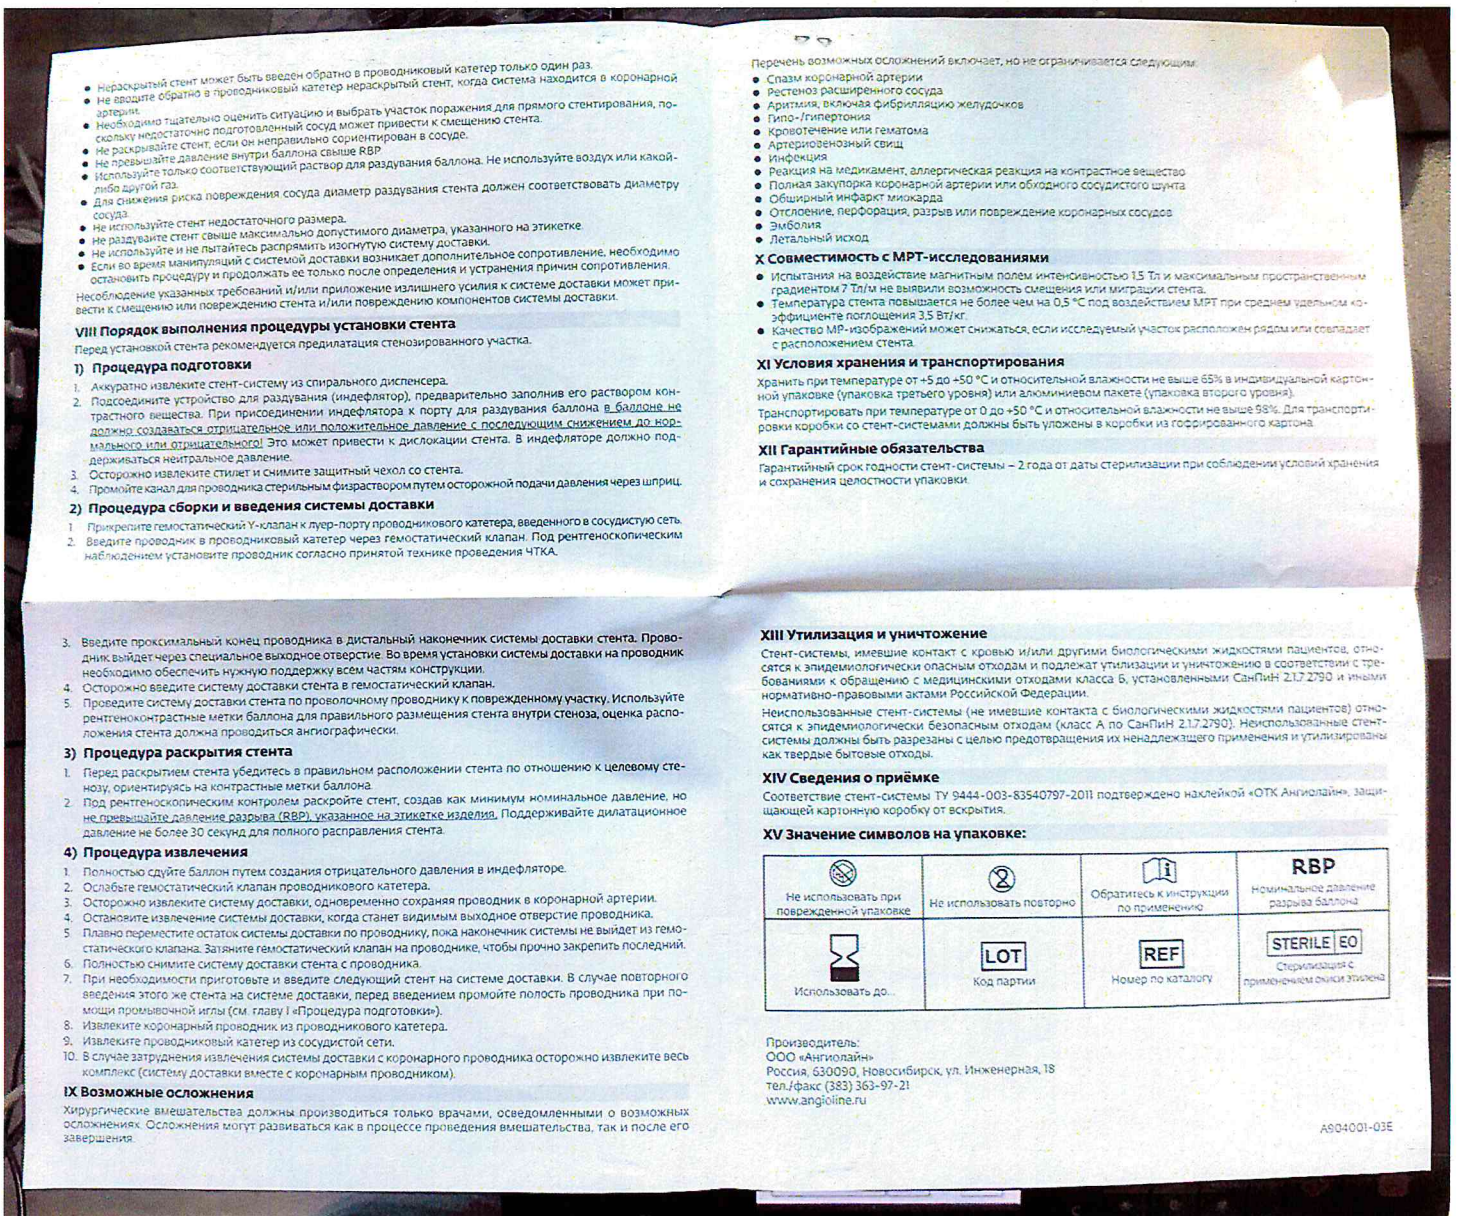 ● Нераскрытый стент может быть введен обратно в проводниковый катетер только один раз.
● Не вводите обратно в проводниковый катетер нераскрытый стент, когда система находится в коронарной
артерии.
● Необходимо тщательно оценить ситуацию и выбрать участок поражения для прямого стентирования, по-
скольку недостаточно подготовленный сосуд может привести к смещению стента.
● Не раскрывайте стент, если он неправильно сориентирован в сосуде.
● Не превышайте давление внутри баллона свыше RBP
● Используйте только соответствующий раствор для раздувания баллона. Не используйте воздух или какой-
либо другой газ.
● Для снижения риска повреждения сосуда диаметр раздувания стента должен соответствовать диаметру
сосуда.
● Не используйте стент недостаточного размера.
● Не раздувайте стент свыше максимально допустимого диаметра, указанного на этикетке.
● Не используйте и не пытайтесь распрямить изогнутую систему доставки.
● Если во время манипуляций с системой доставки возникает дополнительное сопротивление, необходимо
остановить процедуру и продолжать ее только после определения и устранения причин сопротивления.
Несоблюдение указанных требований и/или приложение излишнего усилия к системе доставки может при-
вести к смещению или повреждению стента и/или повреждению компонентов системы доставки.
VIII Порядок выполнения процедуры установки стента
Перед установкой стента рекомендуется предилатация стенозированного участка.
1) Процедура подготовки
1. Аккуратно извлеките стент-систему из спирального диспенсера.
2. Подсоедините устройство для раздувания (индефлятор), предварительно заполнив его раствором кон-
трастного вещества. При присоединении индефлятора к порту для раздувания баллона в баллоне не
должно создаваться отрицательное или положительное давление с последующим снижением до нор-
мального или отрицательного! Это может привести к дислокации стента. В индефляторе должно под-
держиваться нейтральное давление.
3. Осторожно извлеките стилет и снимите защитный чехол со стента.
4. Промойте канал для проводника стерильным физраствором путем осторожной подачи давления через шприц.
2) Процедура сборки и введения системы доставки
1 Прикрепите гемостатический Y-клапан к луер-порту проводникового катетера, введенного в сосудистую сеть.
2. Введите проводник в проводниковый катетер через гемостатический клапан. Под рентгеноскопическим
наблюдением установите проводник согласно принятой технике проведения ЧТКА.
3. Введите проксимальный конец проводника в дистальный наконечник системы доставки стента. Прово-
дник выйдет через специальное выходное отверстие. Во время установки системы доставки на проводник
необходимо обеспечить нужную поддержку всем частям конструкции.
4. Осторожно введите систему доставки стента в гемостатический клапан.
5. Проведите систему доставки стента по проволочному проводнику к поврежденному участку. Используйте
рентгеноконтрастные метки баллона для правильного размещения стента внутри стеноза, оценка распо-
ложения стента должна проводиться ангиографически.
3) Процедура раскрытия стента
1. Перед раскрытием стента убедитесь в правильном расположении стента по отношению к целевому сте-
нозу, ориентируясь на контрастные метки баллона.
2. Под рентгеноскопическим контролем раскройте стент, создав как минимум номинальное давление, но
не превышайте давление разрыва (RBP), указанное на этикетке изделия. Поддерживайте дилатационное
давление не более 30 секунд для полного расправления стента.
4) Процедура извлечения
1. Полностью сдуйте баллон путем создания отрицательного давления в индефляторе.
2. Ослабьте гемостатический клапан проводникового катетера.
3. Осторожно извлеките систему доставки, одновременно сохраняя проводник в коронарной артерии.
4. Остановите извлечение системы доставки, когда станет видимым выходное отверстие проводника.
5. Плавно переместите остаток системы доставки по проводнику, пока наконечник системы не выйдет из гемо-
статического клапана. Затяните гемостатический клапан на проводнике, чтобы прочно закрепить последний.
6. Полностью снимите систему доставки стента с проводника.
7. При необходимости приготовьте и введите следующий стент на системе доставки. В случае повторного
введения этого же стента на системе доставки, перед введением промойте полость проводника при по-
мощи промывочной иглы (см. главу I «Процедура подготовки»).
8. Извлеките коронарный проводник из проводникового катетера.
9. Извлеките проводниковый катетер из сосудистой сети.
10. В случае затруднения извлечения системы доставки с коронарного проводника осторожно извлеките весь
комплекс (систему доставки вместе с коронарным проводником).
IX Возможные осложнения
Хирургические вмешательства должны производиться только врачами, осведомленными о возможных
осложнениях. Осложнения могут развиваться как в процессе проведения вмешательства, так и после его
завершения.
Перечень возможных осложнений включает, но не ограничивается следующим:
● Спазм коронарной артерии
● Рестеноз расширенного сосуда
● Аритмия, включая фибрилляцию желудочков
● Гипо-/гипертония
● Кровотечение или гематома
● Артериовенозный свищ
● Инфекция
● Реакция на медикамент, аллергическая реакция на контрастное вещество
● Полная закупорка коронарной артерии или обходного сосудистого шунта
● Обширный инфаркт миокарда
● Отслоение, перфорация, разрыв или повреждение коронарных сосудов
● Эмболия
● Летальный исход
X Совместимость с МРТ-исследованиями
● Испытания на воздействие магнитным полем интенсивностью 1,5 Тл и максимальным пространственным
градиентом 7 Тл/м не выявили возможность смещения или миграции стента.
● Температура стента повышается не более чем на 0,5 °С под воздействием МРТ при среднем удельном ко-
эффициенте поглощения 3,5 Вт/кг.
● Качество МР-изображений может снижаться, если исследуемый участок расположен рядом или совпадает
с расположением стента.
XI Условия хранения и транспортирования
Хранить при температуре от +5 до +50 °С и относительной влажности не выше 65% в индивидуальной картон-
ной упаковке (упаковка третьего уровня) или алюминиевом пакете (упаковка второго уровня).
Транспортировать при температуре от 0 до +50 °С и относительной влажности не выше 98%. Для транспорти-
ровки коробки со стент-системами должны быть уложены в коробки из гофрированного картона.
XII Гарантийные обязательства
Гарантийный срок годности стент-системы – 2 года от даты стерилизации при соблюдении условий хранения
и сохранения целостности упаковки.
XIII Утилизация и уничтожение
Стент-системы, имевшие контакт с кровью и/или другими биологическими жидкостями пациентов, отно-
сятся к эпидемиологически опасным отходам и подлежат утилизации и уничтожению в соответствии с тре-
бованиями к обращению с медицинскими отходами класса Б, установленными СанПиН 2.1.7.2790 и иными
нормативно-правовыми актами Российской Федерации.
Неиспользованные стент-системы (не имевшие контакта с биологическими жидкостями пациентов) отно-
сятся к эпидемиологически безопасным отходам (класс А по СанПиН 2.1.7.2790). Неиспользованные стент-
системы должны быть разрезаны с целью предотвращения их ненадлежащего применения и утилизированы
как твердые бытовые отходы.
XIV Сведения о приёмке
Соответствие стент-системы ТУ 9444-003-83540797-2011 подтверждено наклейкой «ОТК Ангиолайн», защи-
щающей картонную коробку от вскрытия.
XV Значение символов на упаковке:
Не использовать при
поврежденной упаковке
2
Не использовать повторно
Обратитесь к инструкции
по применению
RBP
Номинальное давление
разрыва баллона
Использовать до...
LOT
Код партии
REF
Номер по каталогу
STERILE EO
Стерилизация с
применением окиси этилена
Производитель:
ООО «Ангиолайн»
Россия, 630090, Новосибирск, ул. Инженерная, 18
тел./факс (383) 363-97-21
www.angioline.ru
A904001-03E